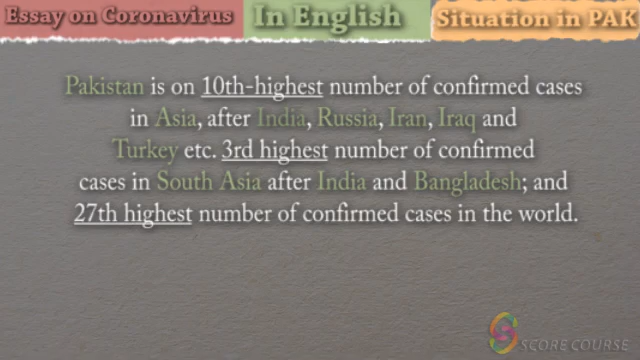 Essay on Coronavirus
In English
Situation in PAK
Pakistan is on 10th-highest number of confirmed cases
in Asia, after India, Russia, Iran, Iraq and
Turkey etc. 3rd highest number of confirmed
cases in South Asia after India and Bangladesh; and
27th highest number of confirmed cases in the world.
SCORE COURSE